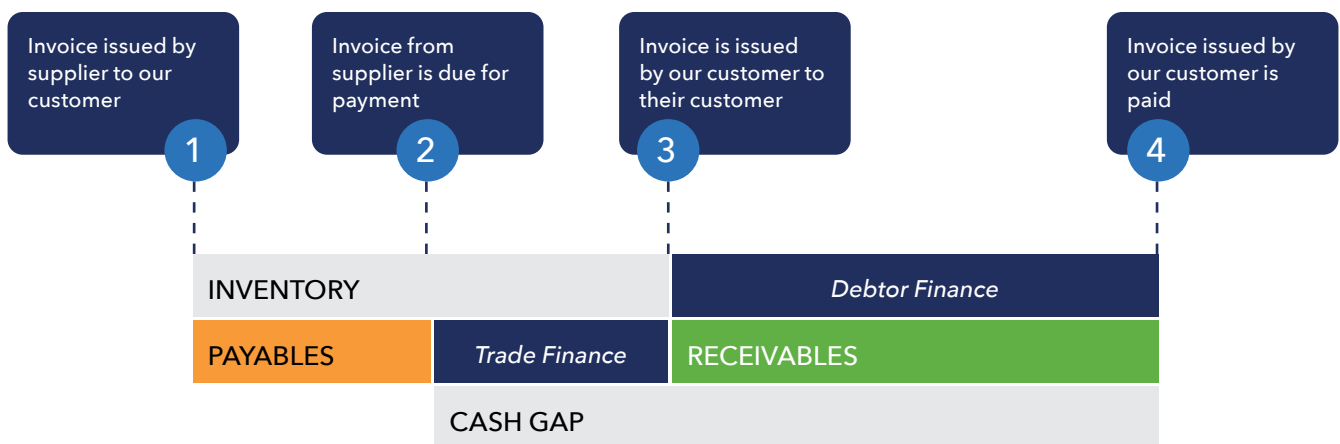 Invoice issued by
supplier to our
customer
1
Invoice from
supplier is due for
payment
2
Invoice is issued
by our customer to
their customer
3
Invoice issued by
our customer is
paid
4
INVENTORY
Debtor Finance
PAYABLES
Trade Finance
RECEIVABLES
CASH GAP